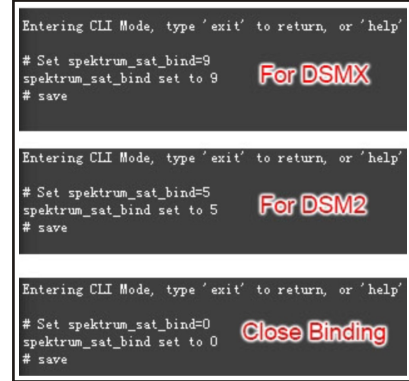 Entering CLI Mode, type 'exit' to return, or 'help'
# Set spektrum_sat_bind=9
spektrum_sat_bind set to 9
# save
For DSMX
Entering CLI Mode, type 'exit' to return, or 'help'
# Set spektrum_sat_bind=5
spektrum_sat_bind set to 5
# save
For DSM2
Entering CLI Mode, type 'exit' to return, or 'help'
# Set spektrum_sat_bind=0
spektrum_sat_bind set to 0
# save
Close Binding